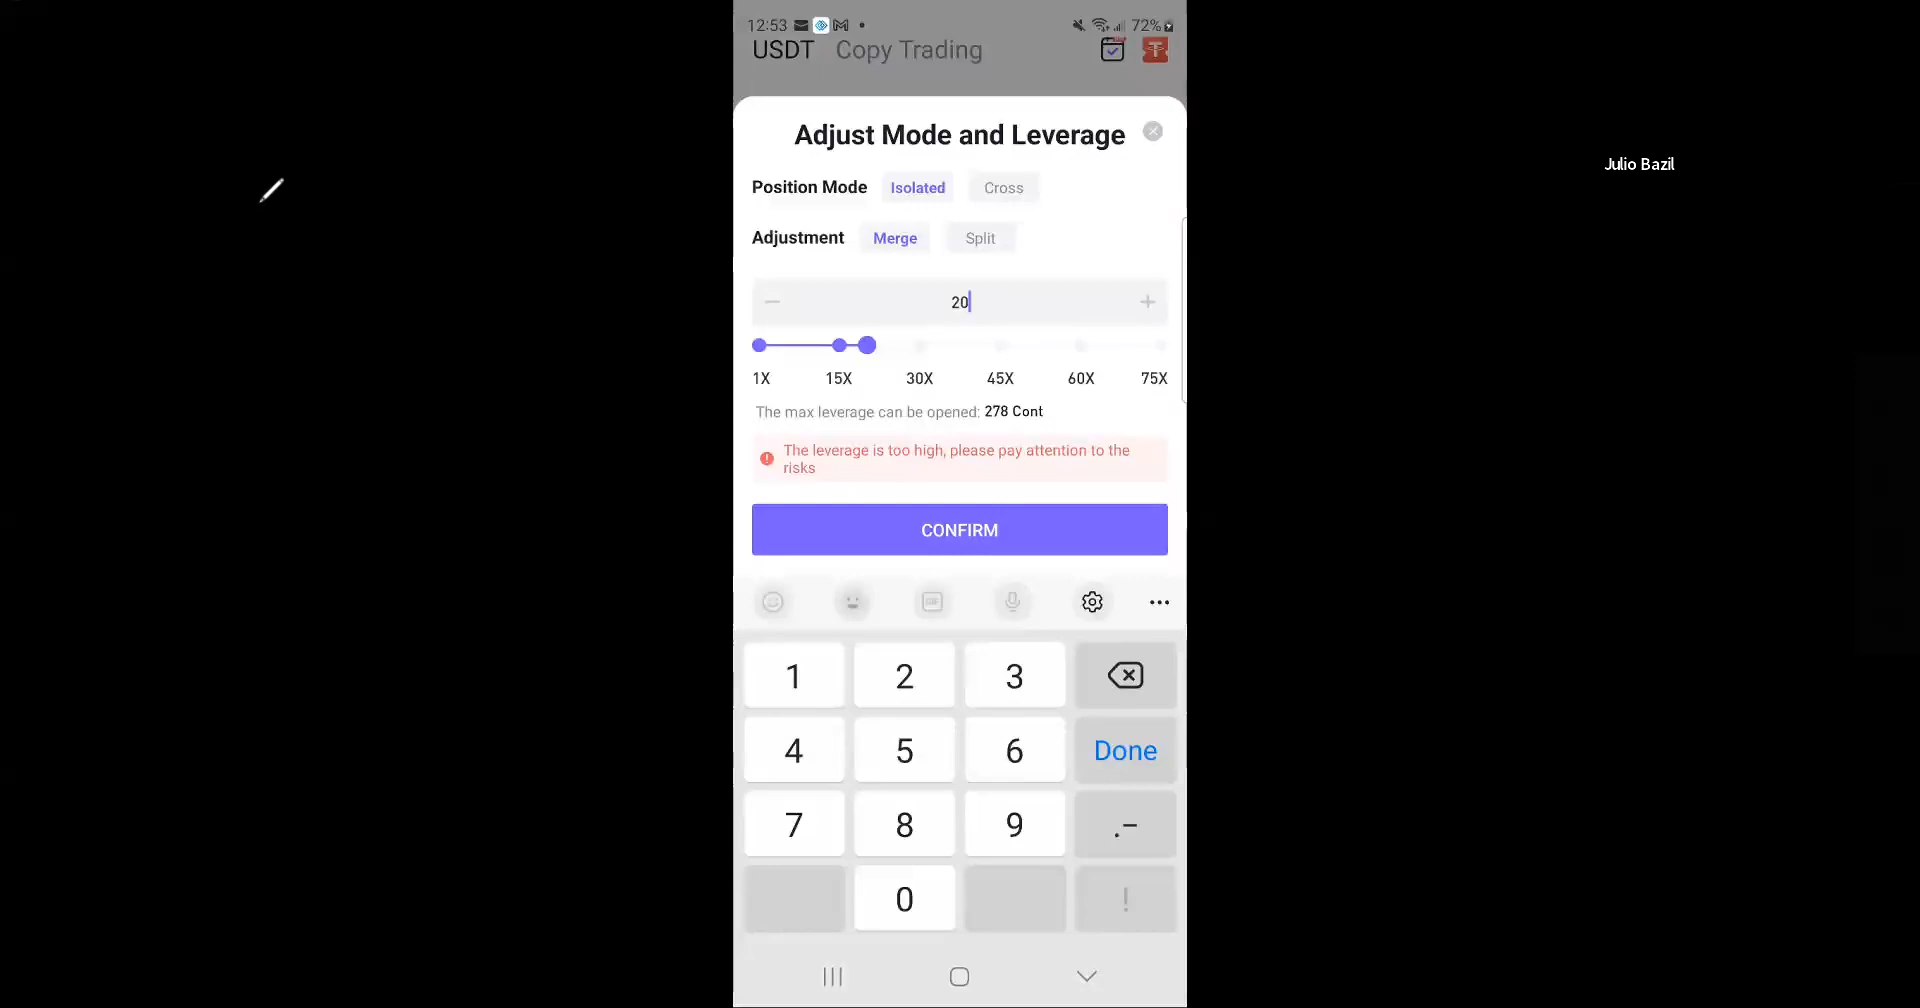 12:53 72%
USDT Copy Trading
Adjust Mode and Leverage
Julio Bazil
Position Mode Isolated Cross
Adjustment Merge Split
20
1X 15X 30X 45X 60X 75X
The max leverage can be opened: 278 Cont
The leverage is too high, please pay attention to the
risks
CONFIRM
GIF
1 2 3
4 5 6 Done
7 8 9 .-
0 !